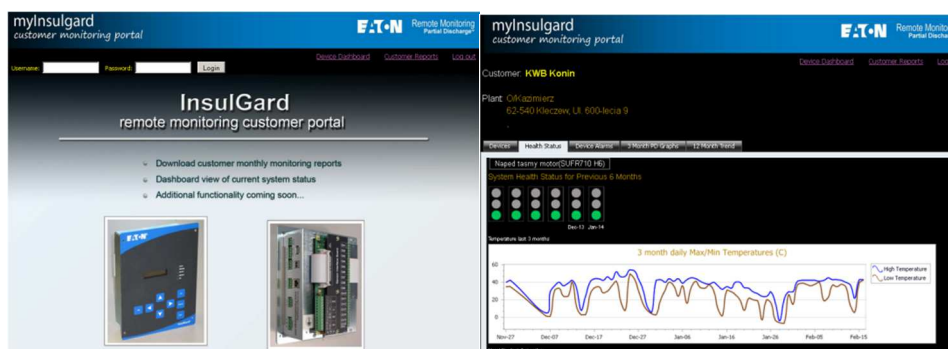 myInsulgard
customer monitoring portal
EATON
Remote Monitoring
Partial Discharge
Device Dashboard Customer Reports Log out
Username: Password: Login
InsulGard
remote monitoring customer portal
Download customer monthly monitoring reports
Dashboard view of current system status
Additional functionality coming soon...
EATON
myInsulgard
customer monitoring portal
EATON
Remote Monito
Partial Discha
Device Dashboard Customer Reports Lo
Customer: KWB Konin
Plant: O/Kazimierz
62-540 Kleczew, Ul. 600-lecia 9
Devices Health Status Device Alarms 3 Month PD Graphs 12 Month Trend
Naped tasmy motor(SUFR710 H6)
System Health Status for Previous 6 Months
Dec-13 Jan-14
Temperature last 3 months
3 month daily Max/Min Temperatures (C)
60
40
20
0
High Temperature
Low Temperature
Nov-27 Dec-07 Dec-17 Dec-27 Jan-06 Jan-16 Jan-26 Feb-05 Feb-15